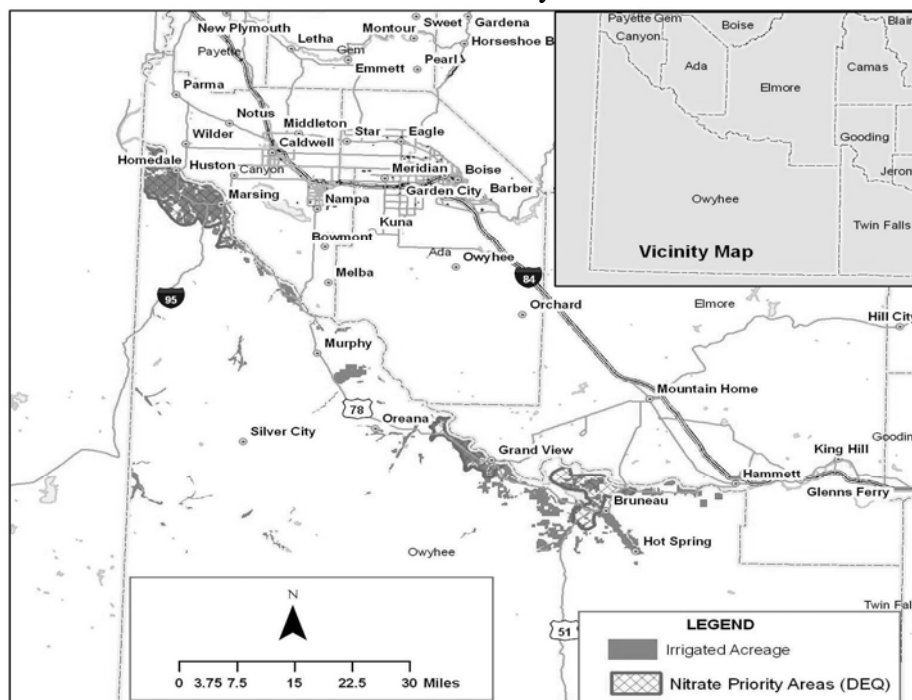 New Plymouth
Payette
Letha
Montour
Sweet
Gardena
Horseshoe B
Gem
Emmett
Pearl
Parma
Notus
Middleton
Star
Eagle
Wilder
Caldwell
Homedale
Huston
Canyon
Meridian
Boise
Marsing
Nampa
Garden City
Barber
Kuna
Bowmont
Ada
Owyhee
Melba
95
84
Orchard
Elmore
Hill City
Murphy
Mountain Home
78
Oreana
Silver City
Grand View
King Hill
Gooding
Hammett
Glenns Ferry
Bruneau
Hot Spring
Owyhee
Twin Fall
51
Payette Gem
Canyon
Boise
Blain
Ada
Elmore
Camas
Gooding
Jerom
Owyhee
Twin Falls
Vicinity Map
N
0 3.75 7.5 15 22.5 30 Miles
LEGEND
Irrigated Acreage
Nitrate Priority Areas (DEQ)